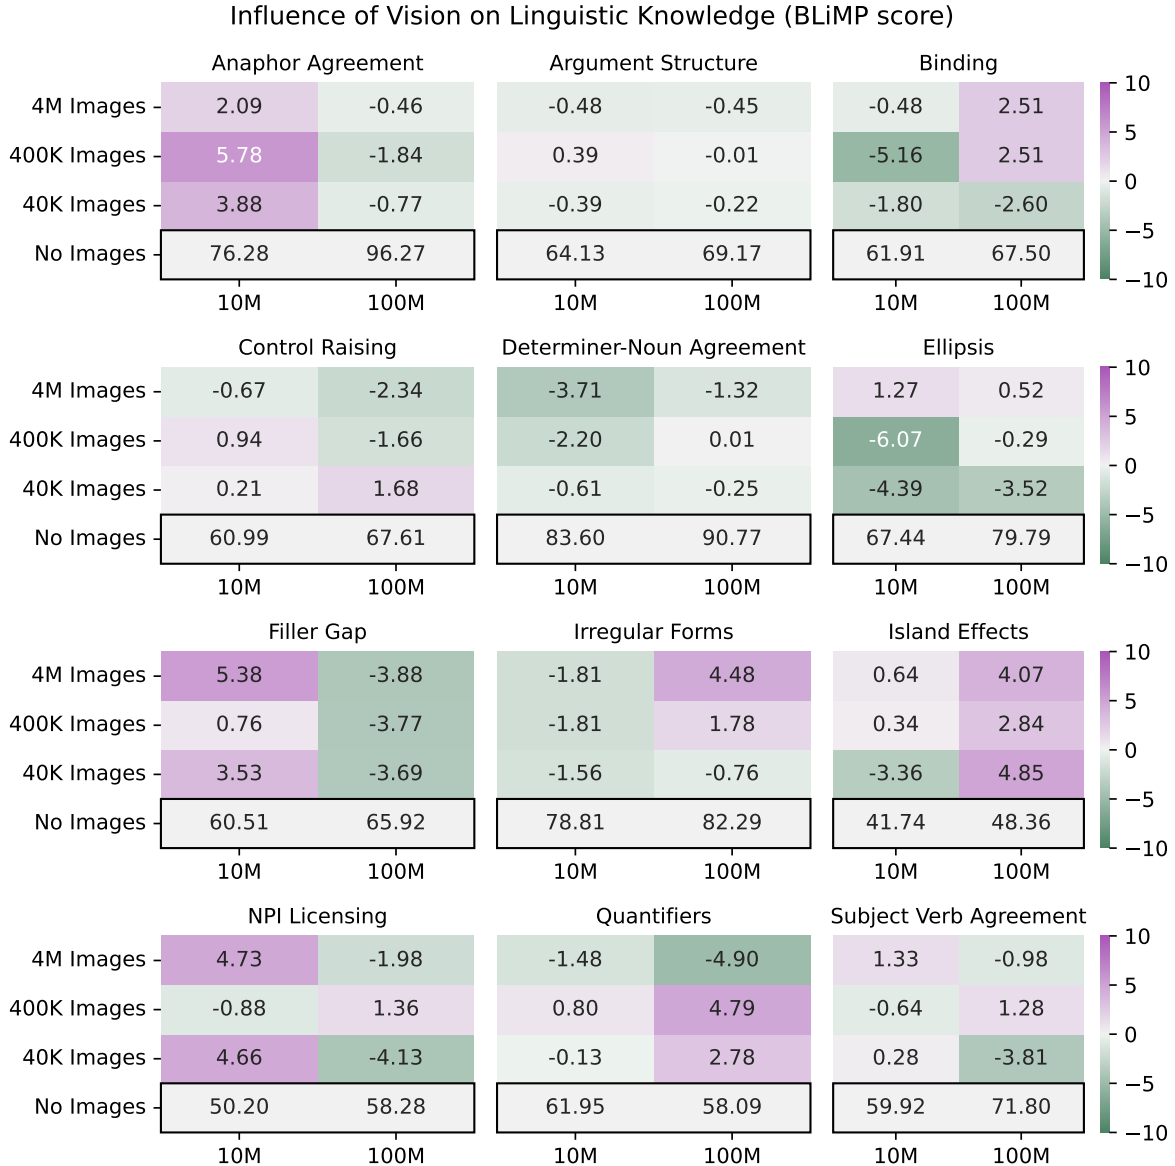 Influence of Vision on Linguistic Knowledge (BLiMP score)
Anaphor Agreement Argument Structure Binding
4M Images 2.09 -0.46 -0.48 -0.45 -0.48 2.51 10
400K Images 5.78 -1.84 0.39 -0.01 -5.16 2.51 5
40K Images 3.88 -0.77 -0.39 -0.22 -1.80 -2.60 0
No Images 76.28 96.27 64.13 69.17 61.91 67.50 −5
10M 100M 10M 100M 10M 100M −10
Control Raising Determiner-Noun Agreement Ellipsis
4M Images -0.67 -2.34 -3.71 -1.32 1.27 0.52 10
400K Images 0.94 -1.66 -2.20 0.01 -6.07 -0.29 5
40K Images 0.21 1.68 -0.61 -0.25 -4.39 -3.52 0
No Images 60.99 67.61 83.60 90.77 67.44 79.79 −5
10M 100M 10M 100M 10M 100M −10
Filler Gap Irregular Forms Island Effects
4M Images 5.38 -3.88 -1.81 4.48 0.64 4.07 10
400K Images 0.76 -3.77 -1.81 1.78 0.34 2.84 5
40K Images 3.53 -3.69 -1.56 -0.76 -3.36 4.85 0
No Images 60.51 65.92 78.81 82.29 41.74 48.36 −5
10M 100M 10M 100M 10M 100M −10
NPI Licensing Quantifiers Subject Verb Agreement
4M Images 4.73 -1.98 -1.48 -4.90 1.33 -0.98 10
400K Images -0.88 1.36 0.80 4.79 -0.64 1.28 5
40K Images 4.66 -4.13 -0.13 2.78 0.28 -3.81 0
No Images 50.20 58.28 61.95 58.09 59.92 71.80 −5
10M 100M 10M 100M 10M 100M −10